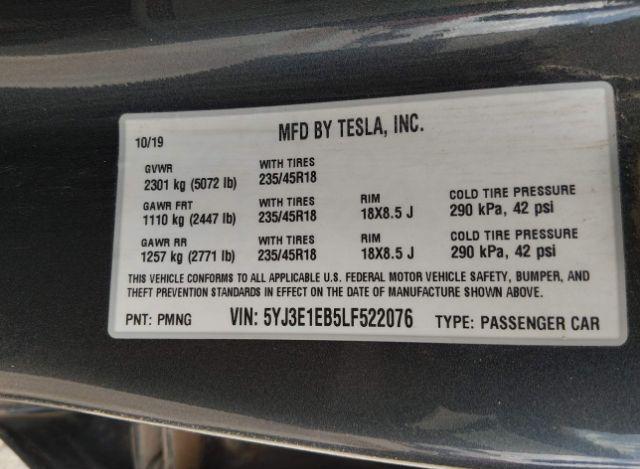 MFD BY TESLA, INC.
10/19
GVWR WITH TIRES
2301 kg (5072 lb) 235/45R18
GAWR FRT WITH TIRES RIM COLD TIRE PRESSURE
1110 kg (2447 lb) 235/45R18 18X8.5 J 290 kPa, 42 psi
GAWR RR WITH TIRES RIM COLD TIRE PRESSURE
1257 kg (2771 lb) 235/45R18 18X8.5 J 290 kPa, 42 psi
THIS VEHICLE CONFORMS TO ALL APPLICABLE U.S. FEDERAL MOTOR VEHICLE SAFETY, BUMPER, AND
THEFT PREVENTION STANDARDS IN EFFECT ON THE DATE OF MANUFACTURE SHOWN ABOVE.
PNT: PMNG VIN: 5YJ3E1EB5LF522076 TYPE: PASSENGER CAR